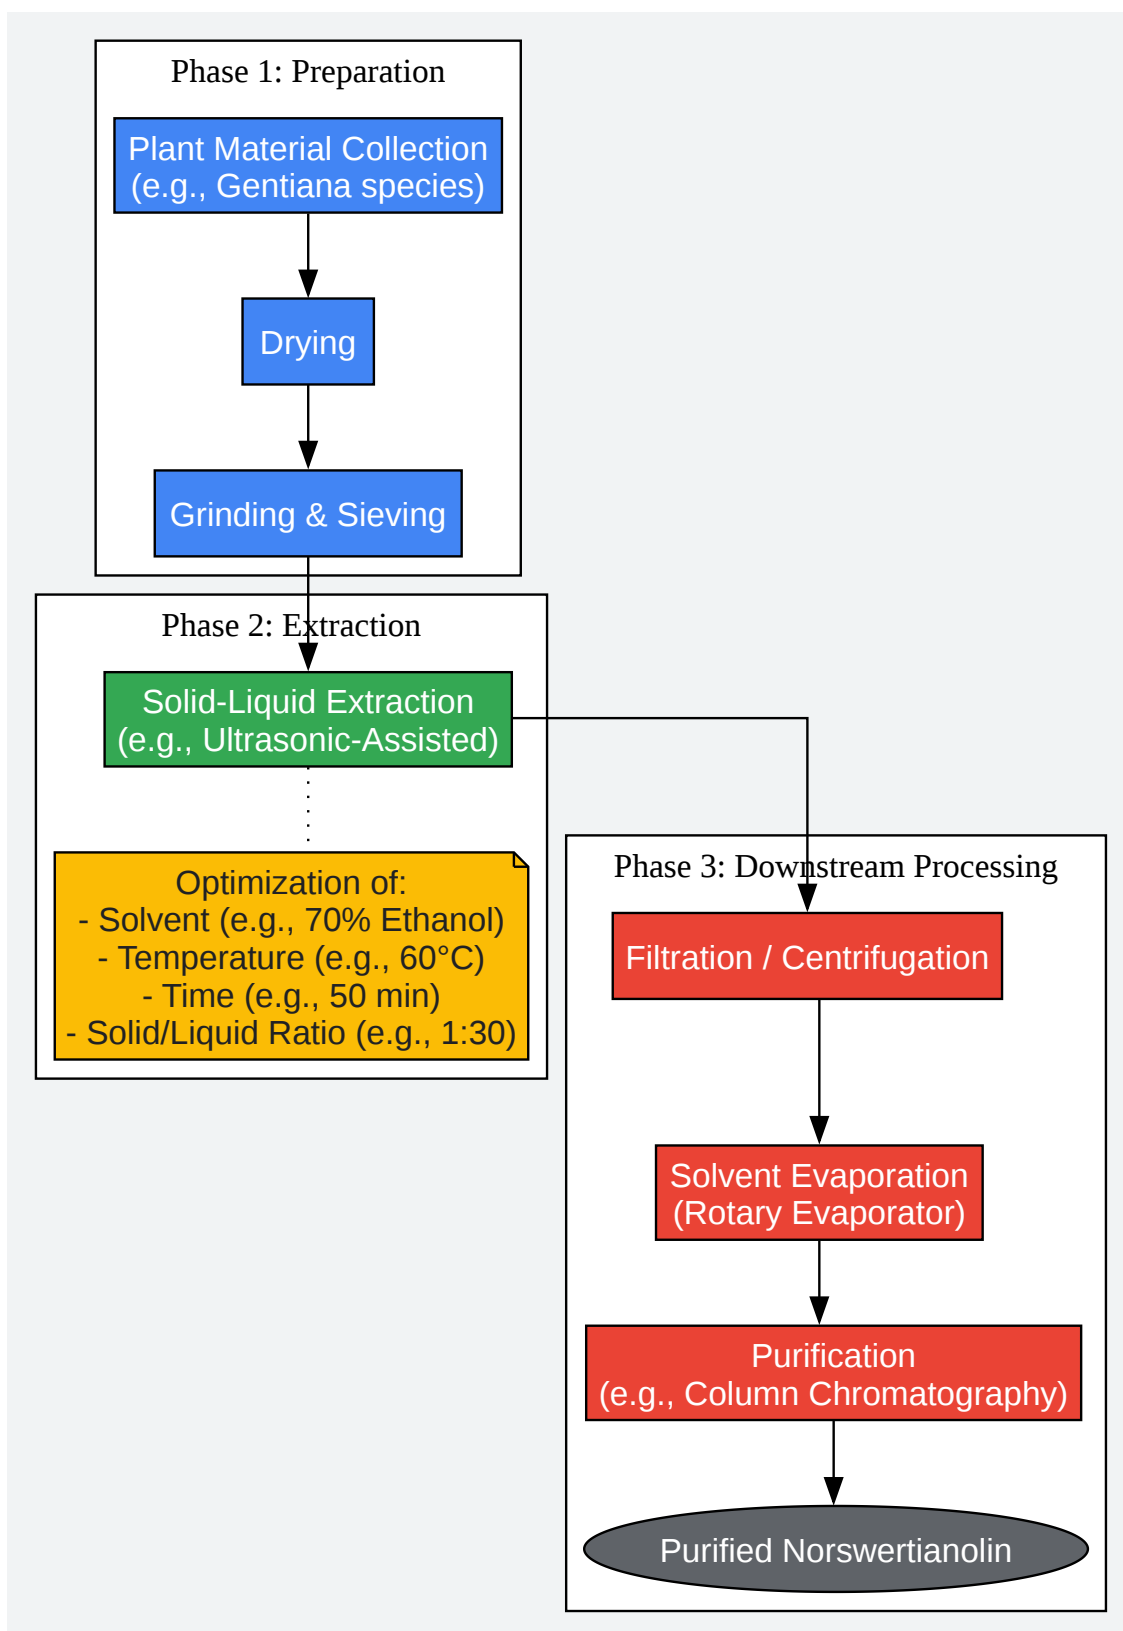 Phase 1: Preparation
Plant Material Collection
(e.g., Gentiana species)
Drying
Grinding & Sieving
Phase 2: Extraction
Solid-Liquid Extraction
(e.g., Ultrasonic-Assisted)
Optimization of:
- Solvent (e.g., 70% Ethanol)
- Temperature (e.g., 60°C)
- Time (e.g., 50 min)
- Solid/Liquid Ratio (e.g., 1:30)
Phase 3: Downstream Processing
Filtration / Centrifugation
Solvent Evaporation
(Rotary Evaporator)
Purification
(e.g., Column Chromatography)
Purified Norswertianolin